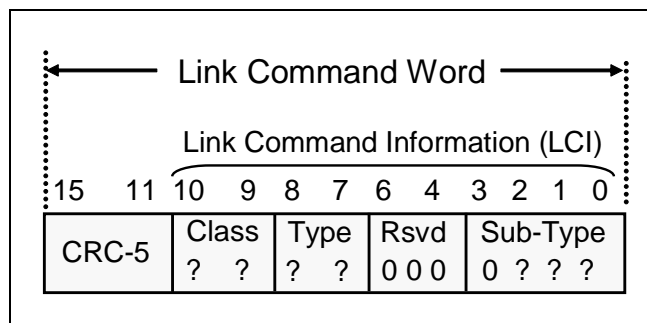 Link Command Word
Link Command Information (LCI)
15 11 10 9 8 7 6 4 3 2 1 0
CRC-5 Class Type Rsvd Sub-Type
? ? ? ? 0 0 0 0 ? ? ?